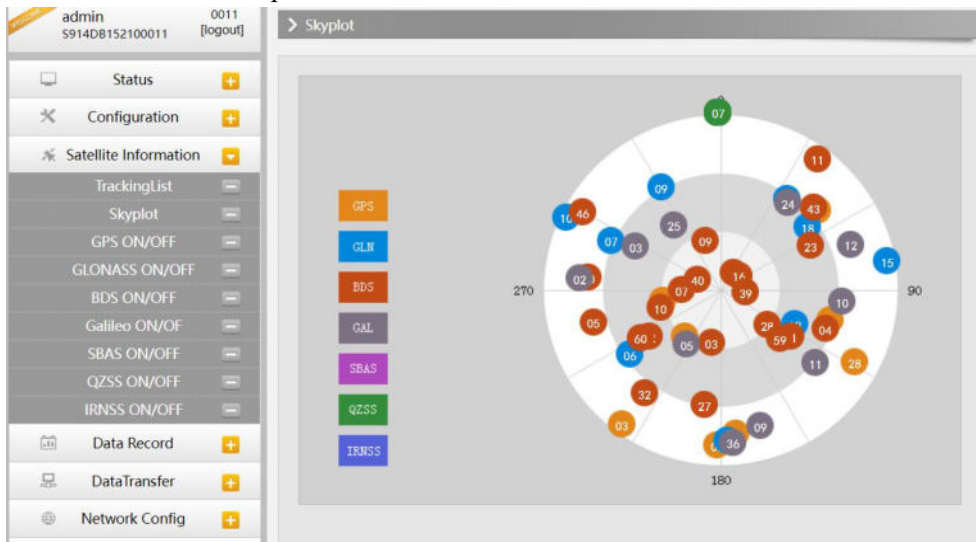 admin
0011
S914DB152100011
[logout]
Skyplot
Status
Configuration
Satellite Information
TrackingList
Skyplot
GPS ON/OFF
GLONASS ON/OFF
BDS ON/OFF
Galileo ON/OF
SBAS ON/OFF
QZSS ON/OFF
IRNSS ON/OFF
Data Record
DataTransfer
Network Config
GPS
GLN
BDS
GAL
SBAS
QZSS
IRNSS
07
11
09
24
43
10
46
25
18
07
03
09
23
12
15
02
40
16
270
07
39
90
10
10
05
28
04
60
05
03
59
06
11
28
32
27
03
09
36
180